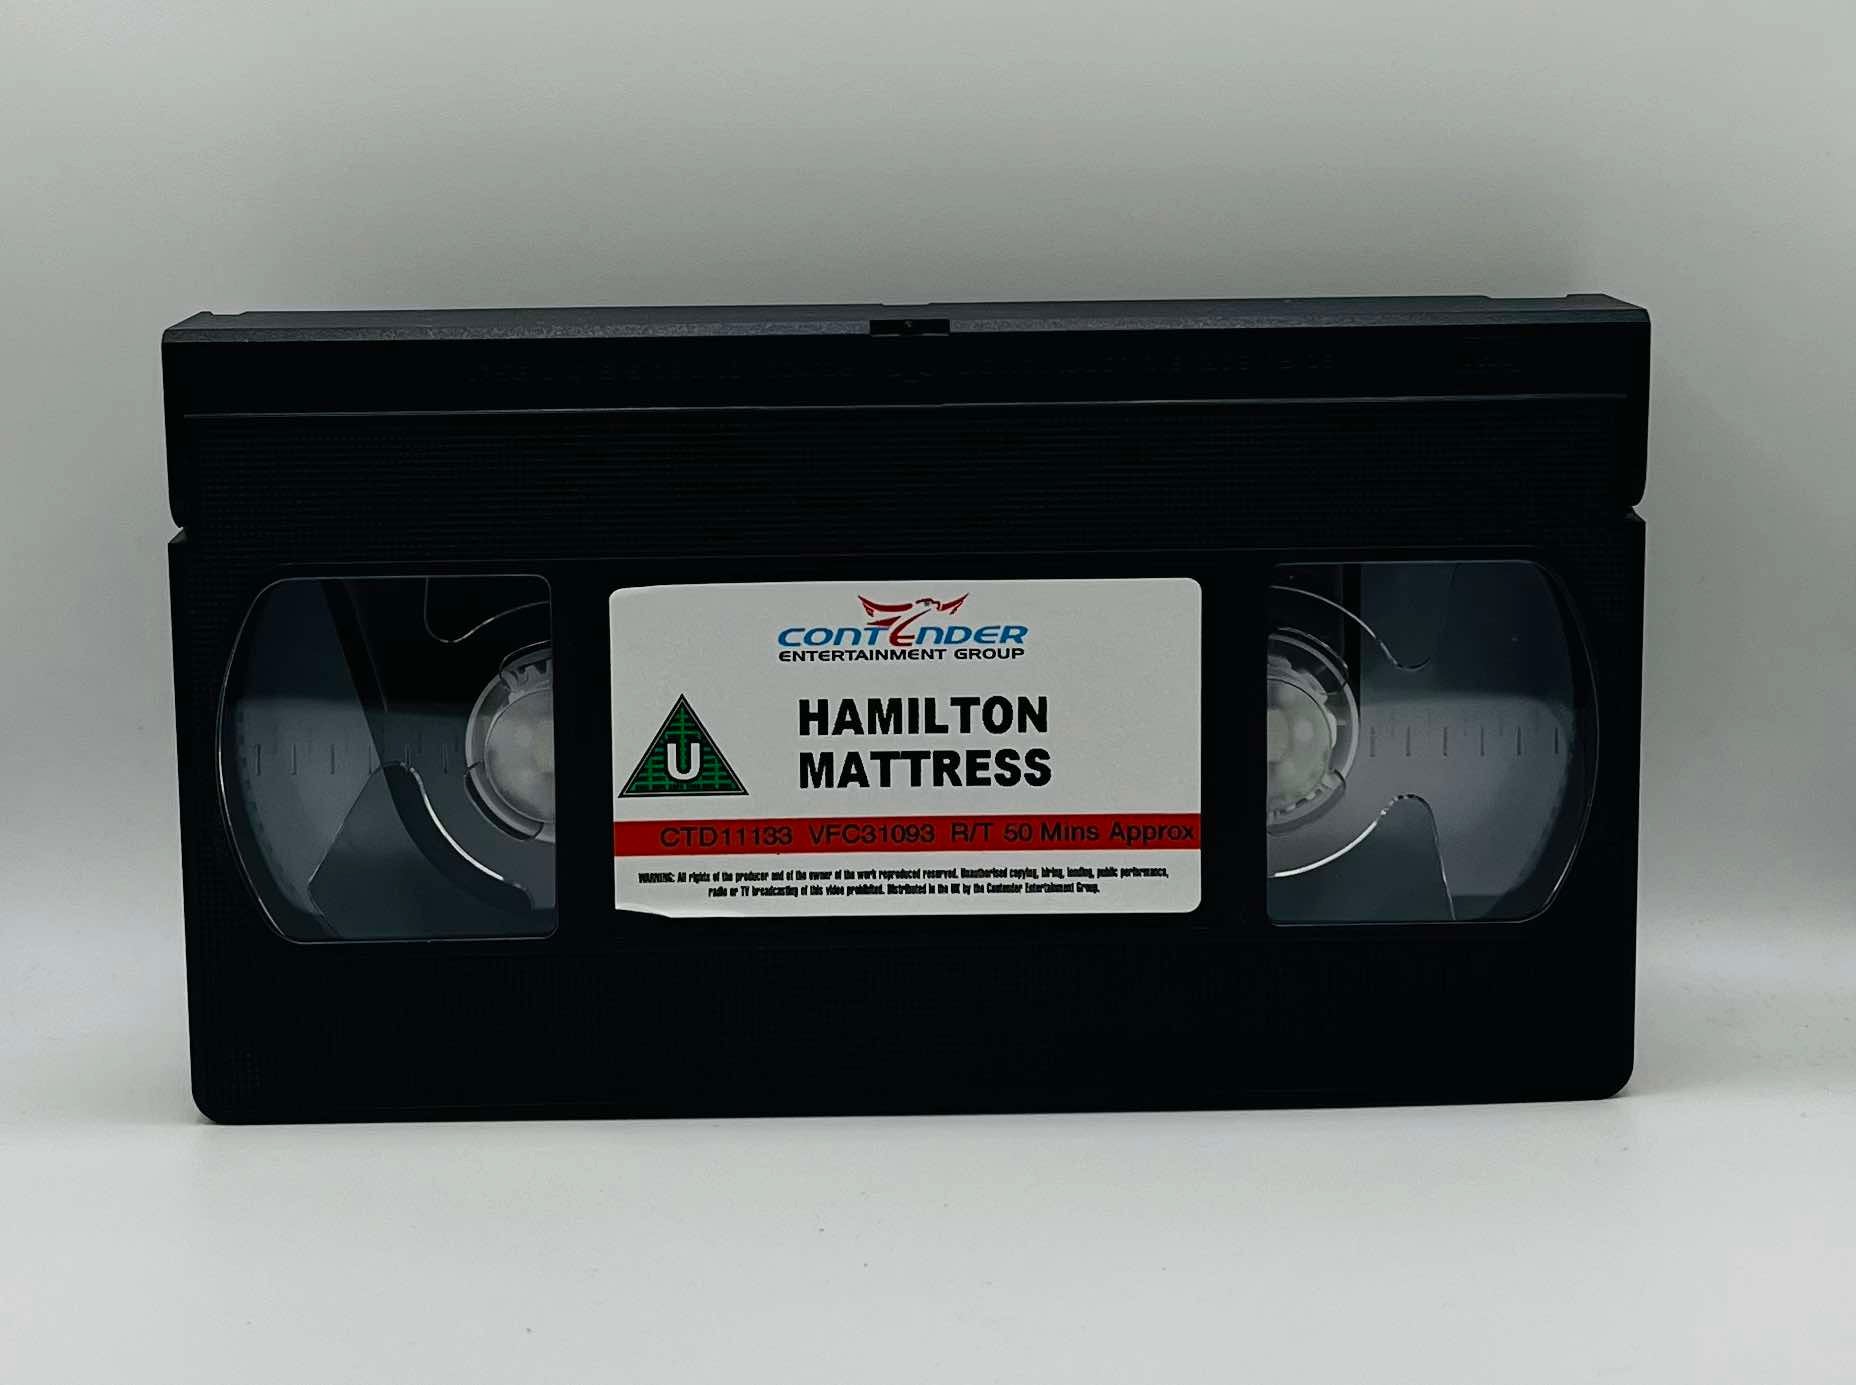 CONTENDER
ENTERTAINMENT GROUP
HAMILTON
MATTRESS
U
CTD11133 VFC31093 R/T 50 Mins Approx
WARNING: All rights of the producer and of the owner of the work reproduced reserved. Unauthorised copying, hiring, lending, public performance,
radio or TV broadcasting of this video prohibited. Distributed in the UK by the Contender Entertainment Group.